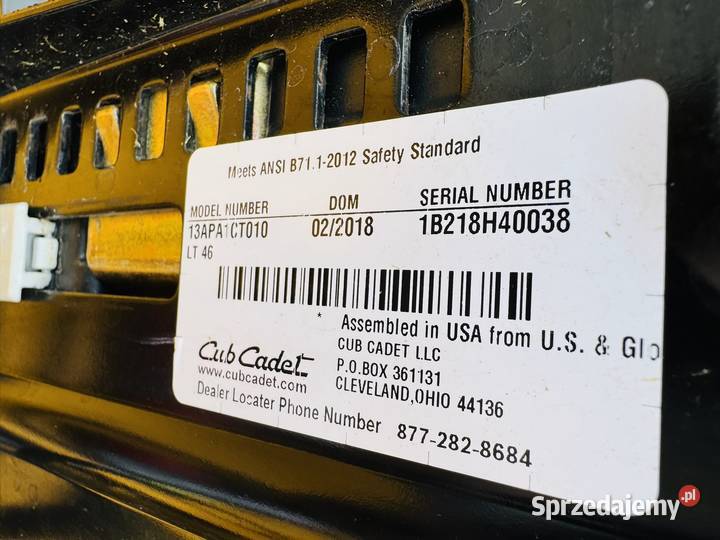 Meets ANSI B71.1-2012 Safety Standard
MODEL NUMBER DOM SERIAL NUMBER
13APA1CT010 02/2018 1B218H40038
LT 46
* Assembled in USA from U.S. & Glo
Cub Cadet
CUB CADET LLC
www.cubcadet.com
P.O.BOX 361131
CLEVELAND,OHIO 44136
Dealer Locater Phone Number 877-282-8684
Sprzedajemy.pl